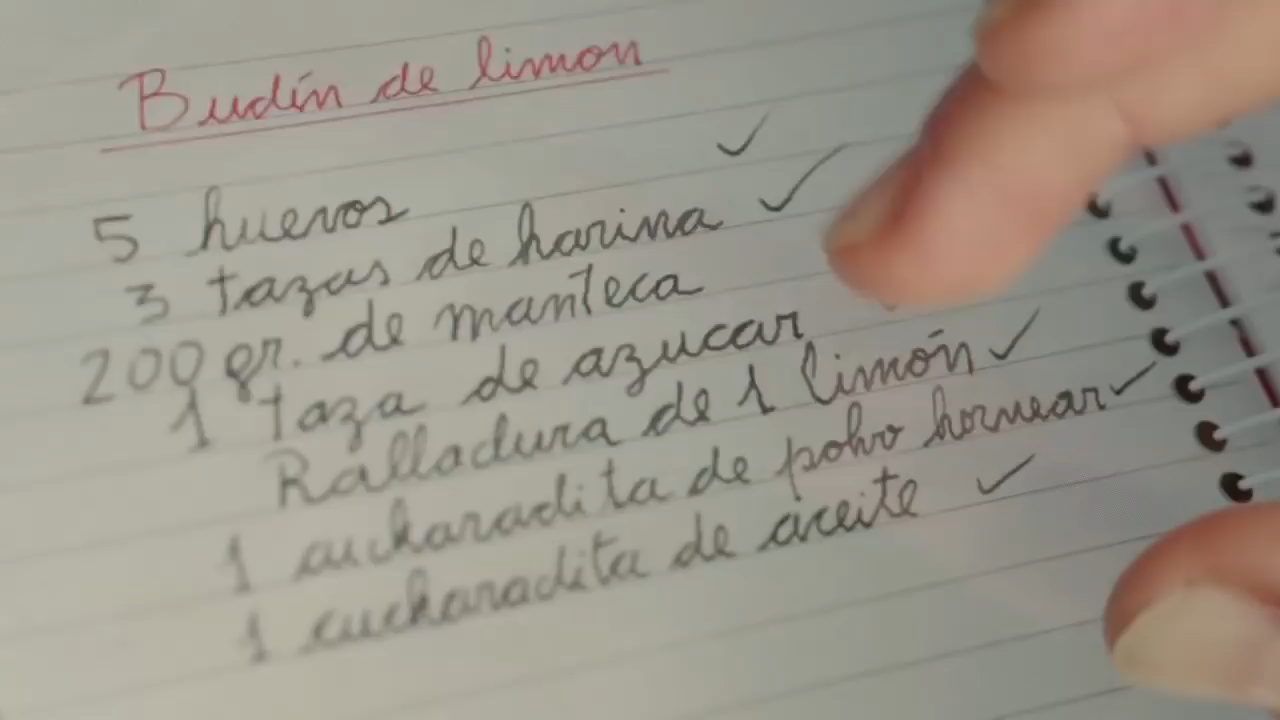 Budín de limon
5 huevos
3 tazas de harina
200 gr. de manteca
1 taza de azucar
Ralladura de 1 limón
1 cucharadita de polvo hornear
1 cucharadita de aceite